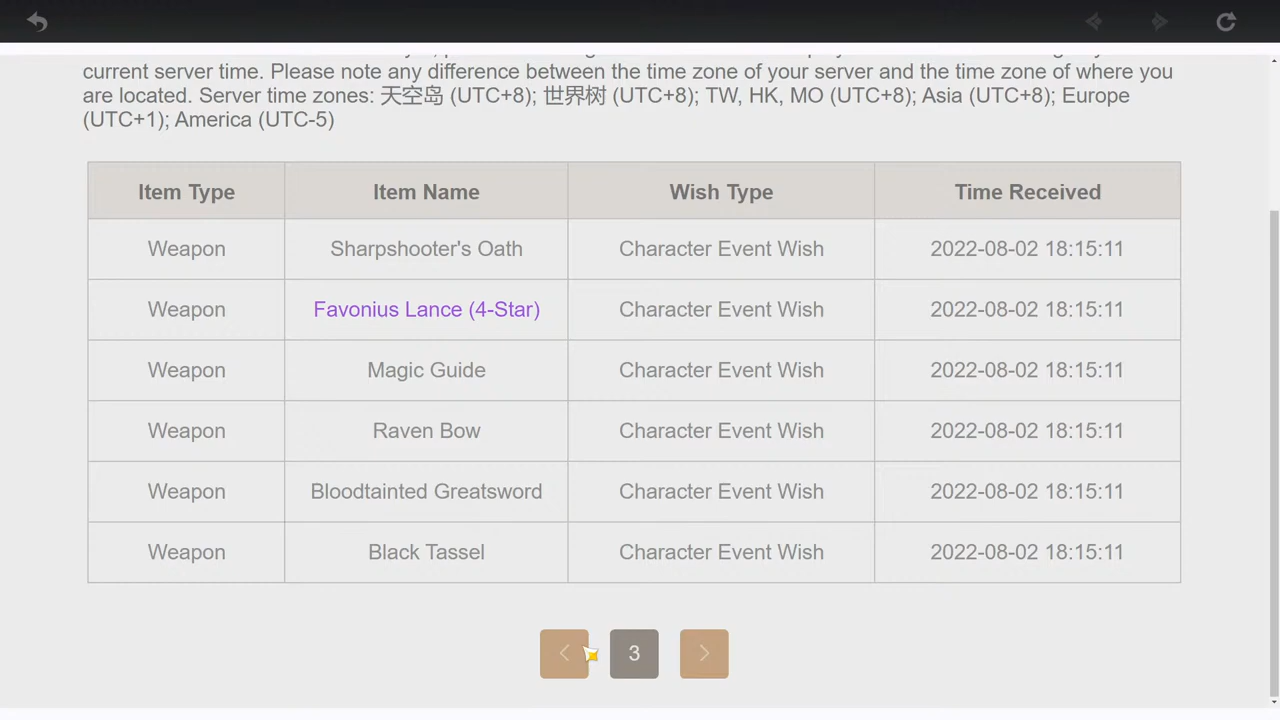 current server time. Please note any difference between the time zone of your server and the time zone of where you
are located. Server time zones: 天空岛 (UTC+8); 世界树 (UTC+8); TW, HK, MO (UTC+8); Asia (UTC+8); Europe
(UTC+1); America (UTC-5)
Item Type Item Name Wish Type Time Received
Weapon Sharpshooter's Oath Character Event Wish 2022-08-02 18:15:11
Weapon Favonius Lance (4-Star) Character Event Wish 2022-08-02 18:15:11
Weapon Magic Guide Character Event Wish 2022-08-02 18:15:11
Weapon Raven Bow Character Event Wish 2022-08-02 18:15:11
Weapon Bloodtainted Greatsword Character Event Wish 2022-08-02 18:15:11
Weapon Black Tassel Character Event Wish 2022-08-02 18:15:11
3